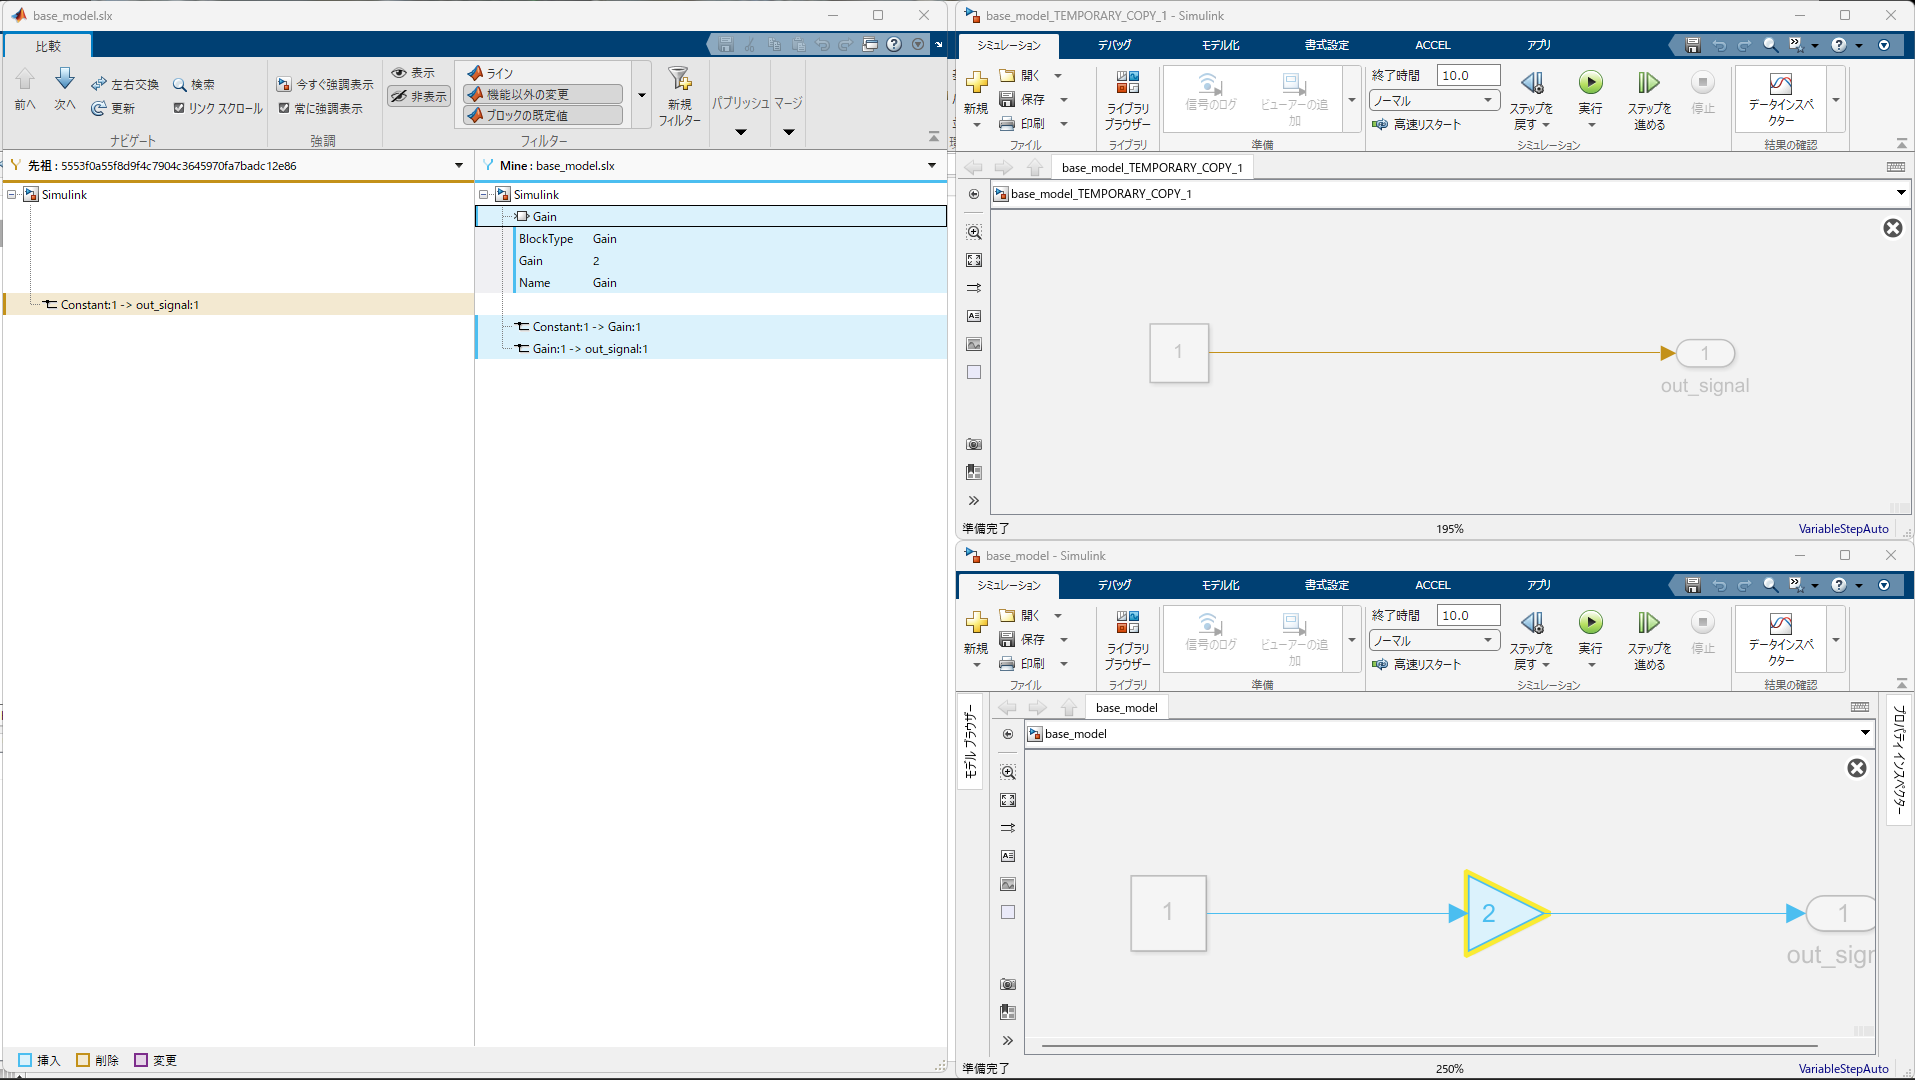 base_model.slx
比較
前へ
次へ
左右交換
更新
検索
リンク スクロール
ナビゲート
今すぐ強調表示
常に強調表示
強調
表示
非表示
ライン
機能以外の変更
ブロックの既定値
新規
フィルター
フィルター
パブリッシュ
マージ
先祖 : 5553f0a55f8d9f4c7904c3645970fa7badc12e86
Simulink
Constant:1 -> out_signal:1
Mine : base_model.slx
Simulink
Gain
BlockType Gain
Gain 2
Name Gain
Constant:1 -> Gain:1
Gain:1 -> out_signal:1
挿入 削除 変更
base_model_TEMPORARY_COPY_1 - Simulink
シミュレーション デバッグ モデル化 書式設定 ACCEL アプリ
新規
開く
保存
印刷
ファイル
ライブラリ
ブラウザー
ライブラリ
信号のログ
ビューアーの追
加
準備
終了時間 10.0
ノーマル
高速リスタート
ステップを
戻す
実行
ステップを
進める
停止
シミュレーション
データインスペ
クター
結果の確認
base_model_TEMPORARY_COPY_1
base_model_TEMPORARY_COPY_1
1
1
out_signal
準備完了
195%
VariableStepAuto
base_model - Simulink
シミュレーション デバッグ モデル化 書式設定 ACCEL アプリ
新規
開く
保存
印刷
ファイル
ライブラリ
ブラウザー
ライブラリ
信号のログ
ビューアーの追
加
準備
終了時間 10.0
ノーマル
高速リスタート
ステップを
戻す
実行
ステップを
進める
停止
シミュレーション
データインスペ
クター
結果の確認
モデル ブラウザー
base_model
base_model
1
2
1
out_sigr
プロパティ インスペクター
準備完了
250%
VariableStepAuto